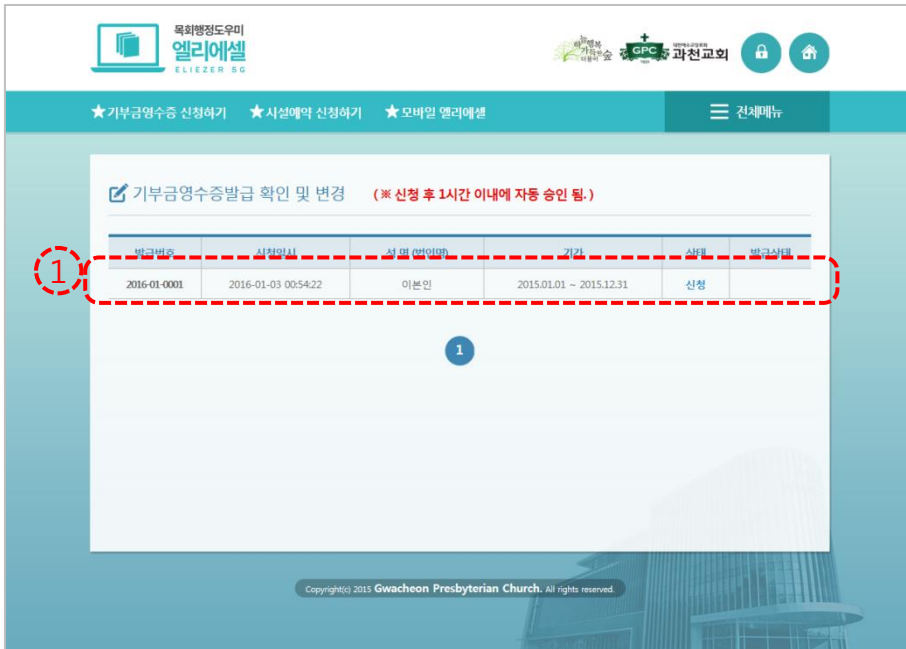 목회행정도우미
엘리에셀
ELIEZER SG
GPC 과천교회
★기부금영수증 신청하기 ★시설예약 신청하기 ★모바일 엘리에셀 전체메뉴
기부금영수증발급 확인 및 변경 (※ 신청 후 1시간 이내에 자동 승인 됨.)
발급번호 신청일시 성 명 (법인명) 기간 상태 발급상태
1 2016-01-0001 2016-01-03 00:54:22 이본인 2015.01.01 ~ 2015.12.31 신청
1
Copyright(c) 2015 Gwacheon Presbyterian Church. All rights reserved.